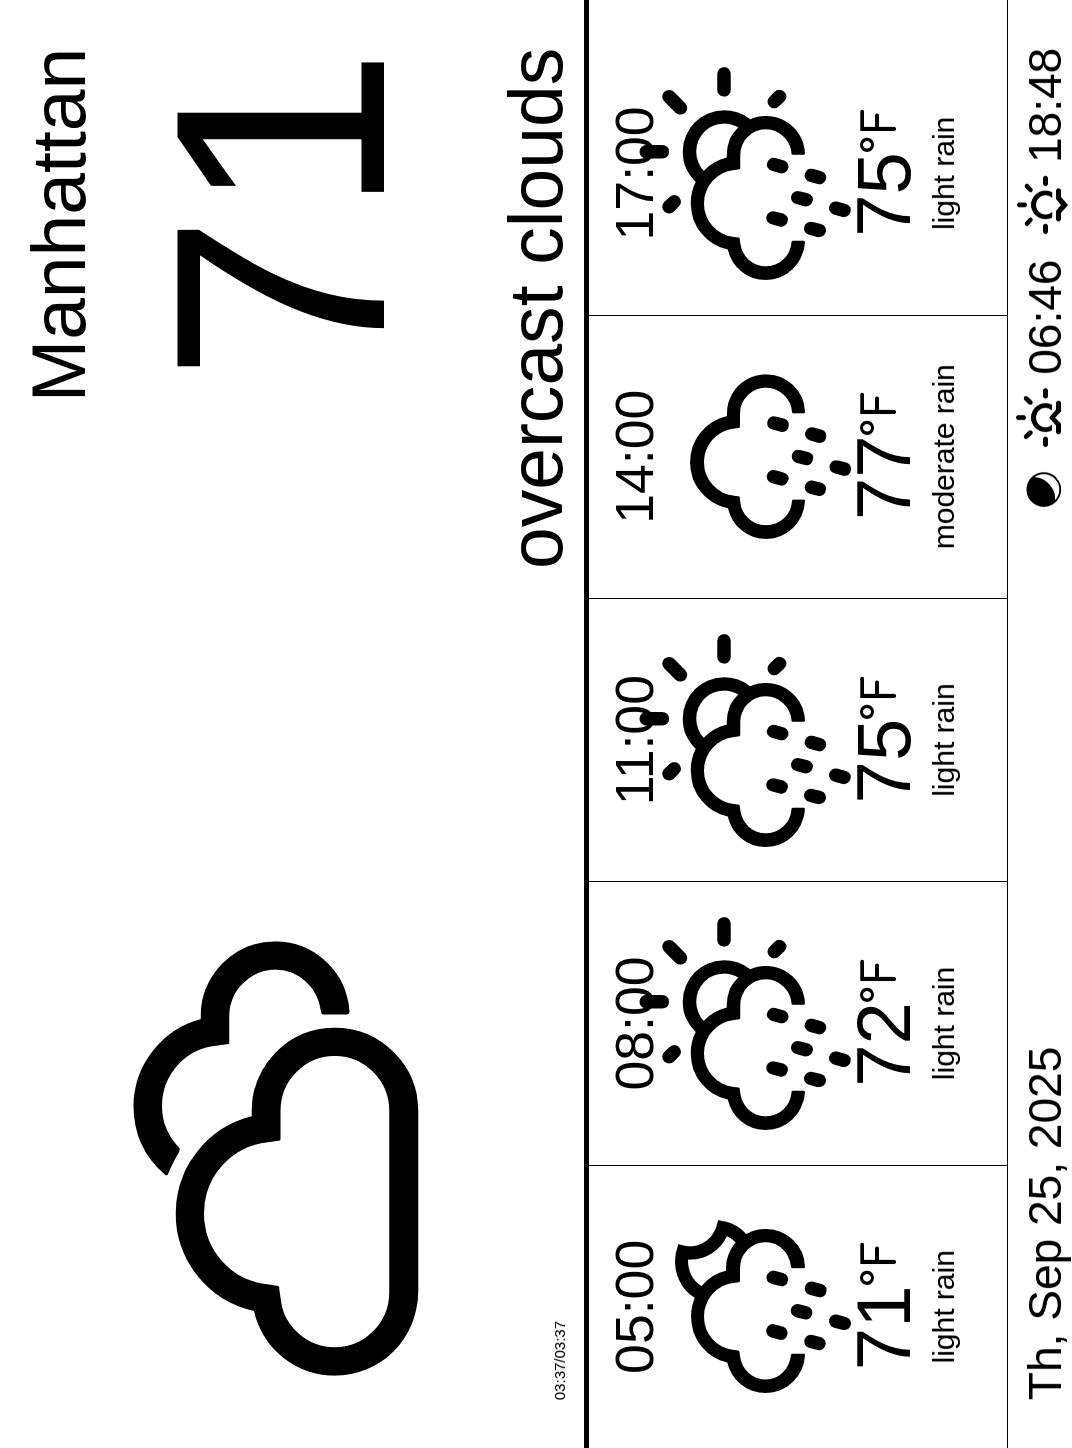 Manhattan
71
overcast clouds
03:37/03:37
05:00
71°F
light rain
08:00
72°F
light rain
11:00
75°F
light rain
14:00
77°F
moderate rain
17:00
75°F
light rain
Th, Sep 25, 2025
06:46
18:48